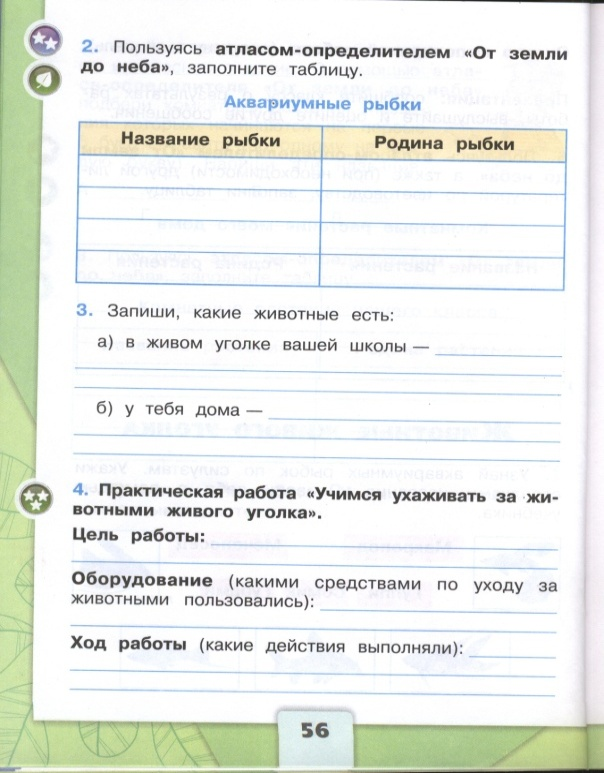 2. Пользуясь атласом-определителем «От земли
до неба», заполните таблицу.
Аквариумные рыбки
Название рыбки
Родина рыбки
3. Запиши, какие животные есть:
а) в живом уголке вашей школы —
б) у тебя дома —
4. Практическая работа «Учимся ухаживать за жи-
вотными живого уголка».
Цель работы:
Оборудование (какими средствами по уходу за
животными пользовались):
Ход работы (какие действия выполняли):
56